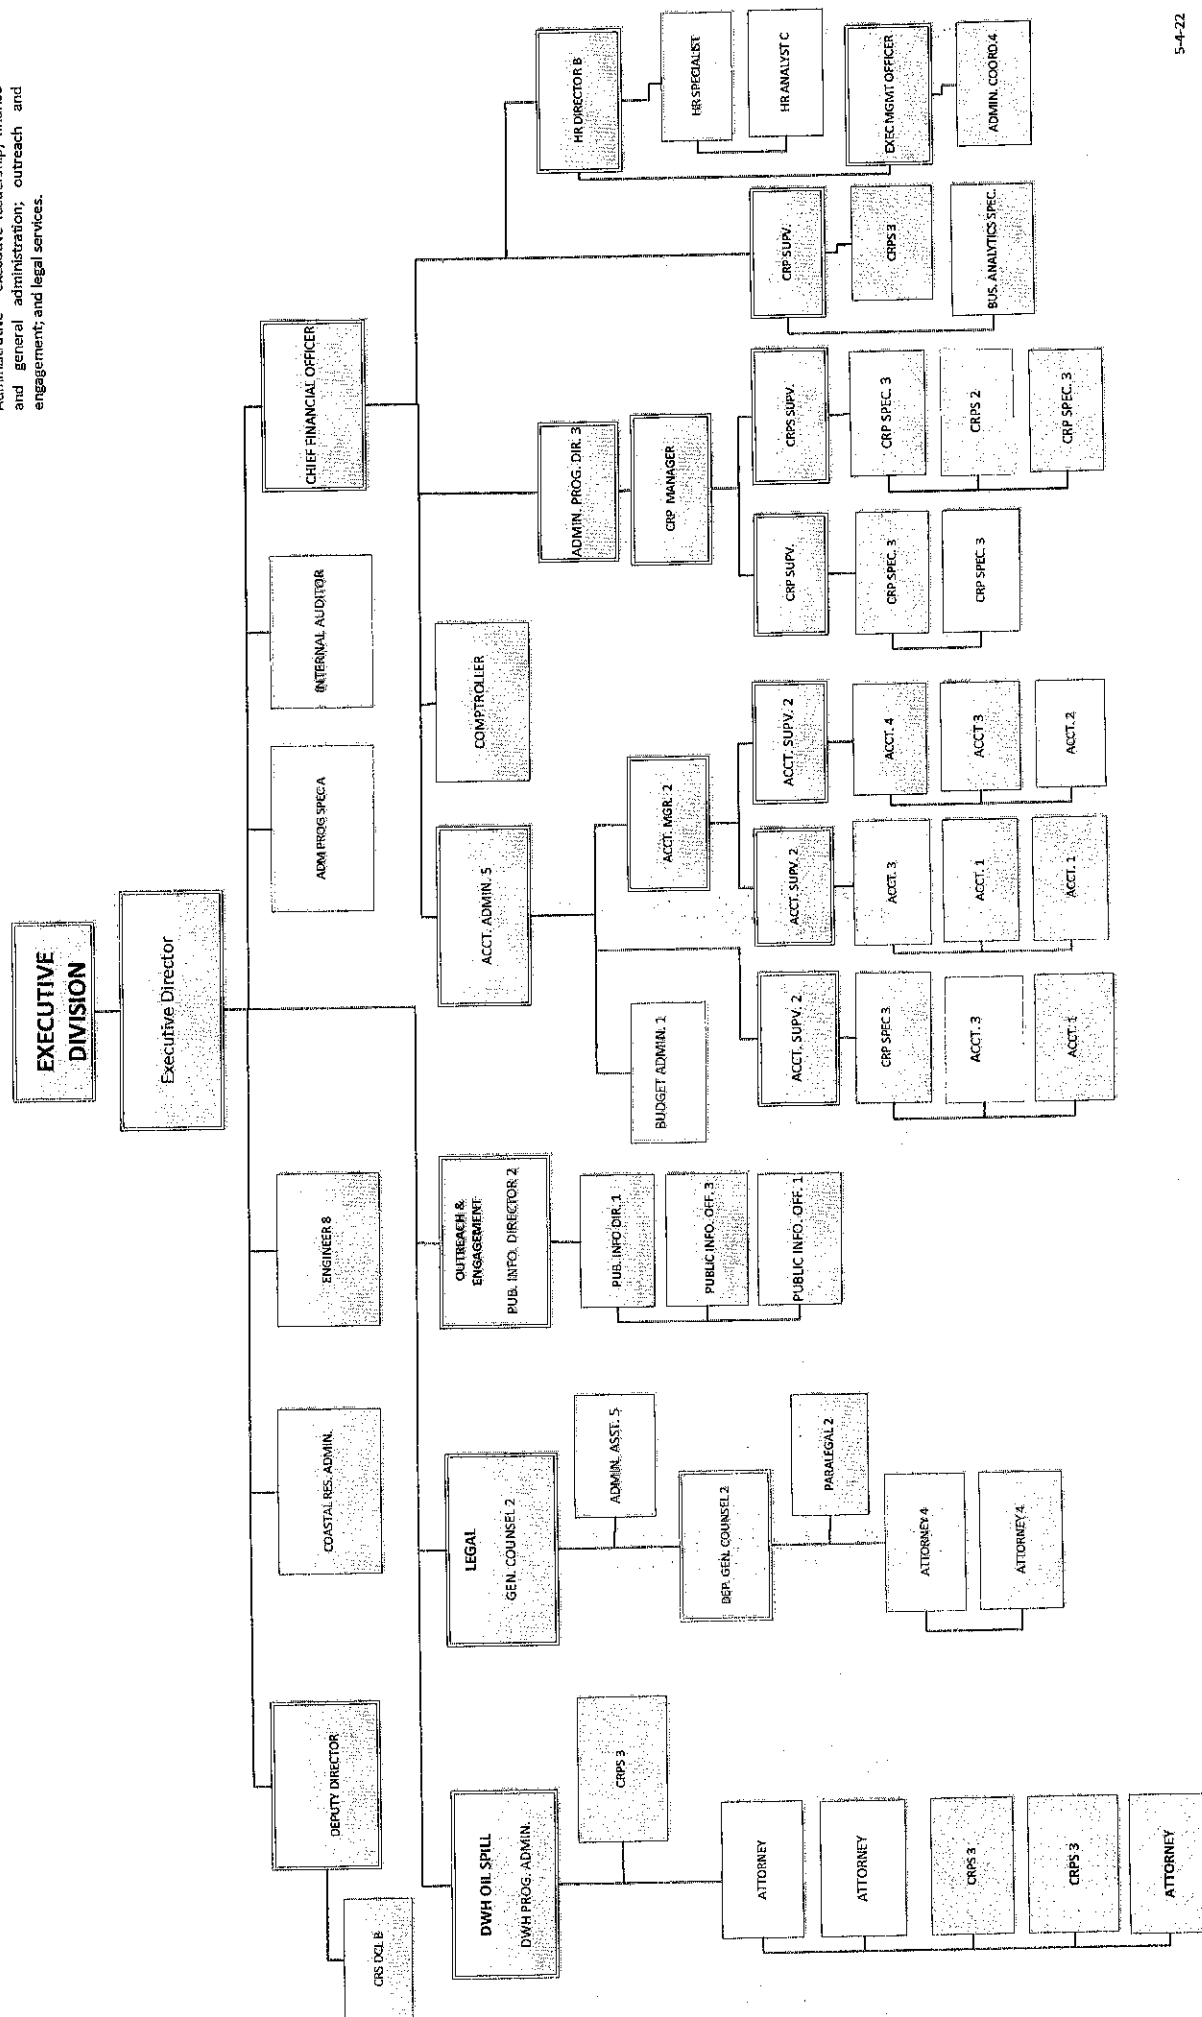 and general administration; outreach and
engagement; and legal services.
EXECUTIVE
DIVISION
Executive Director
DEPUTY DIRECTOR
COASTAL RES. ADMIN.
ENGINEER 8
ADM PROG SPEC A
INTERNAL AUDITOR
CHIEF FINANCIAL OFFICER
CRS DCL B
DWH OIL SPILL
DWH PROG. ADMIN.
CRPS 3
ATTORNEY
ATTORNEY
CRPS 3
CRPS 3
ATTORNEY
LEGAL
GEN. COUNSEL 2
ADMIN. ASST. 5
DEP. GEN. COUNSEL 2
PARALEGAL 2
ATTORNEY 4
ATTORNEY 4
OUTREACH &
ENGAGEMENT
PUB. INFO. DIRECTOR 2
PUB. INFO DIR. 1
PUBLIC INFO. OFF. 3
PUBLIC INFO. OFF. 1
ACCT. ADMIN. 5
COMPTROLLER
BUDGET ADMIN. 1
ACCT. MGR. 2
ACCT. SUPV. 2
CRP SPEC 3
ACCT. 3
ACCT. 1
ACCT. SUPV. 2
ACCT. 3
ACCT. 1
ACCT. 1
ACCT. SUPV. 2
ACCT. 4
ACCT 3
ACCT. 2
ADMIN. PROG. DIR. 3
CRP MANAGER
CRP SUPV.
CRP SPEC. 3
CRP SPEC. 3
CRPS SUPV.
CRP SPEC. 3
CRPS 2
CRP SPEC. 3
CRP SUPV.
CRPS 3
BUS. ANALYTICS SPEC.
HR DIRECTOR B
HR SPECIALIST
HR ANALYST C
EXEC MGMT OFFICER
ADMIN. COORD. 4
5-4-22